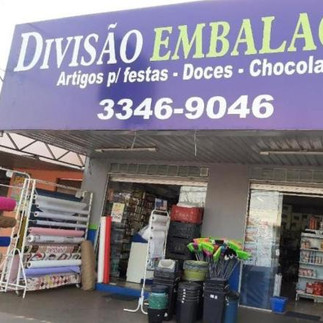 DIVISÃO EMBALAG
Artigos p/ festas - Doces - Chocola
3346-9046